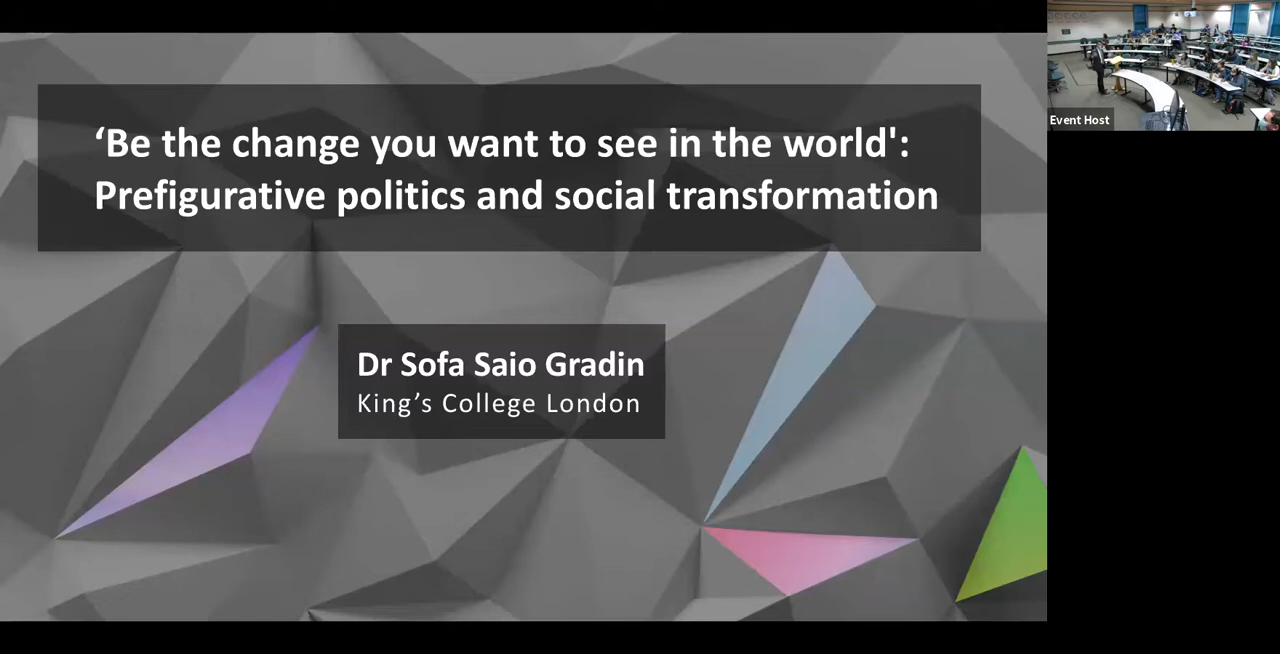 ‘Be the change you want to see in the world':
Prefigurative politics and social transformation
Dr Sofa Saio Gradin
King’s College London
Event Host